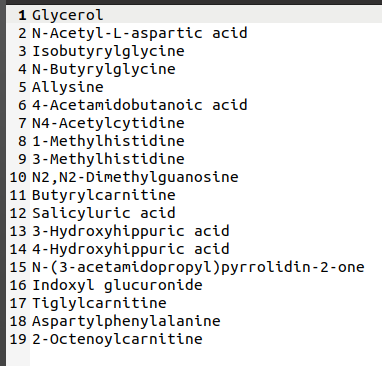 1 Glycerol
2 N-Acetyl-L-aspartic acid
3 Isobutyrylglycine
4 N-Butyrylglycine
5 Allysine
6 4-Acetamidobutanoic acid
7 N4-Acetylcytidine
8 1-Methylhistidine
9 3-Methylhistidine
10 N2,N2-Dimethylguanosine
11 Butyrylcarnitine
12 Salicyluric acid
13 3-Hydroxyhippuric acid
14 4-Hydroxyhippuric acid
15 N-(3-acetamidopropyl)pyrrolidin-2-one
16 Indoxyl glucuronide
17 Tiglylcarnitine
18 Aspartylphenylalanine
19 2-Octenoylcarnitine